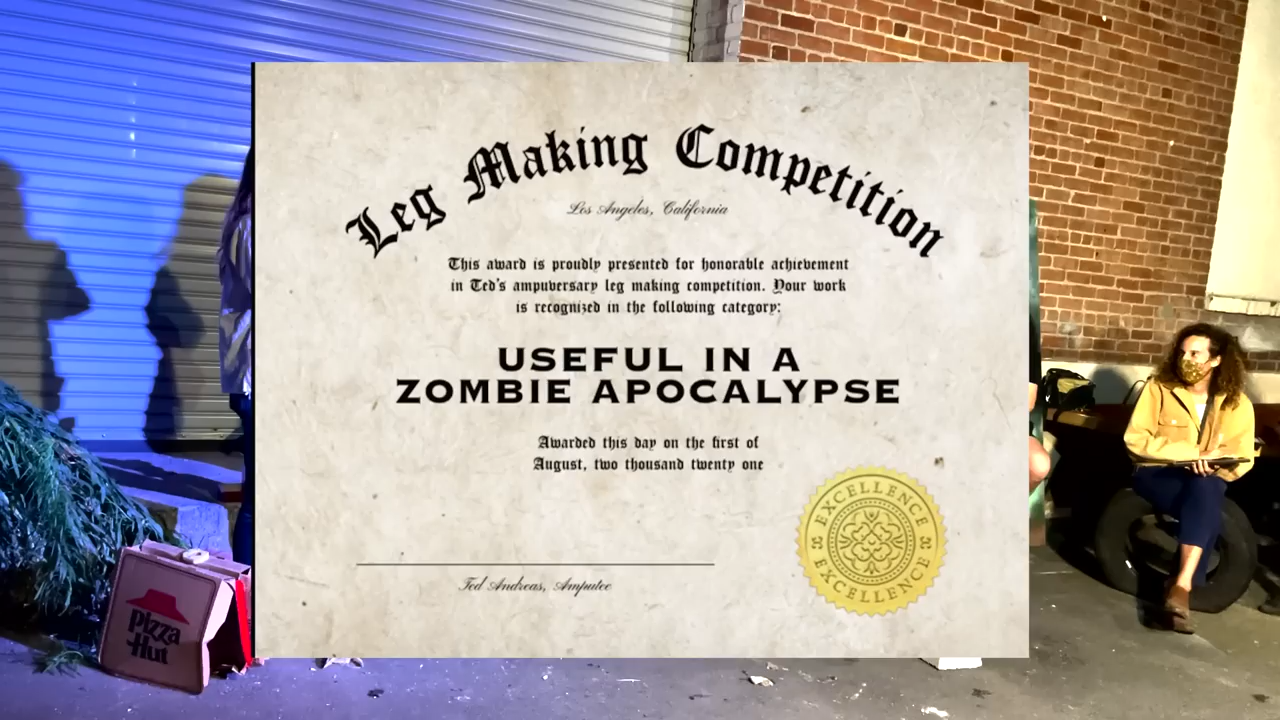 Leg Making Competition
Los Angeles, California
This award is proudly presented for honorable achievement
in Ted's ampuversary leg making competition. Your work
is recognized in the following category:
USEFUL IN A
ZOMBIE APOCALYPSE
Awarded this day on the first of
August, two thousand twenty one
EXCELLENCE
EXCELLENCE
Ted Andreas, Amputee
Pizza
Hut